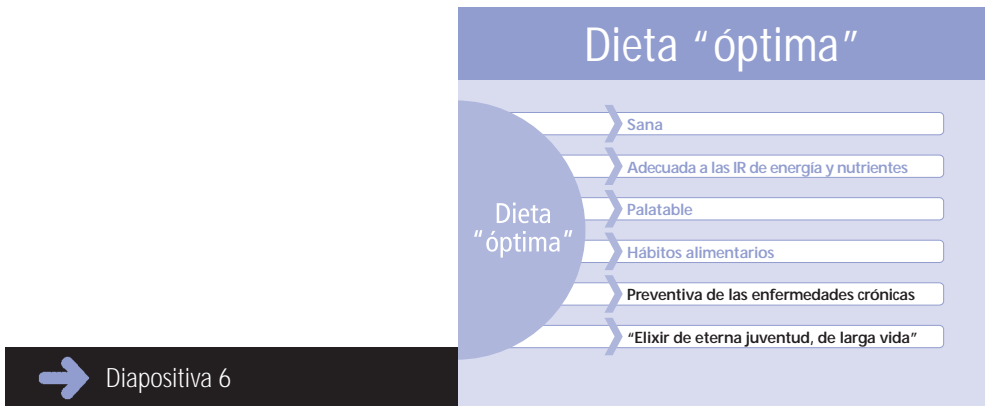 Dieta “óptima”
Sana
Adecuada a las IR de energía y nutrientes
Palatable
Dieta
“óptima”
Hábitos alimentarios
Preventiva de las enfermedades crónicas
“Elixir de eterna juventud, de larga vida”
Diapositiva 6